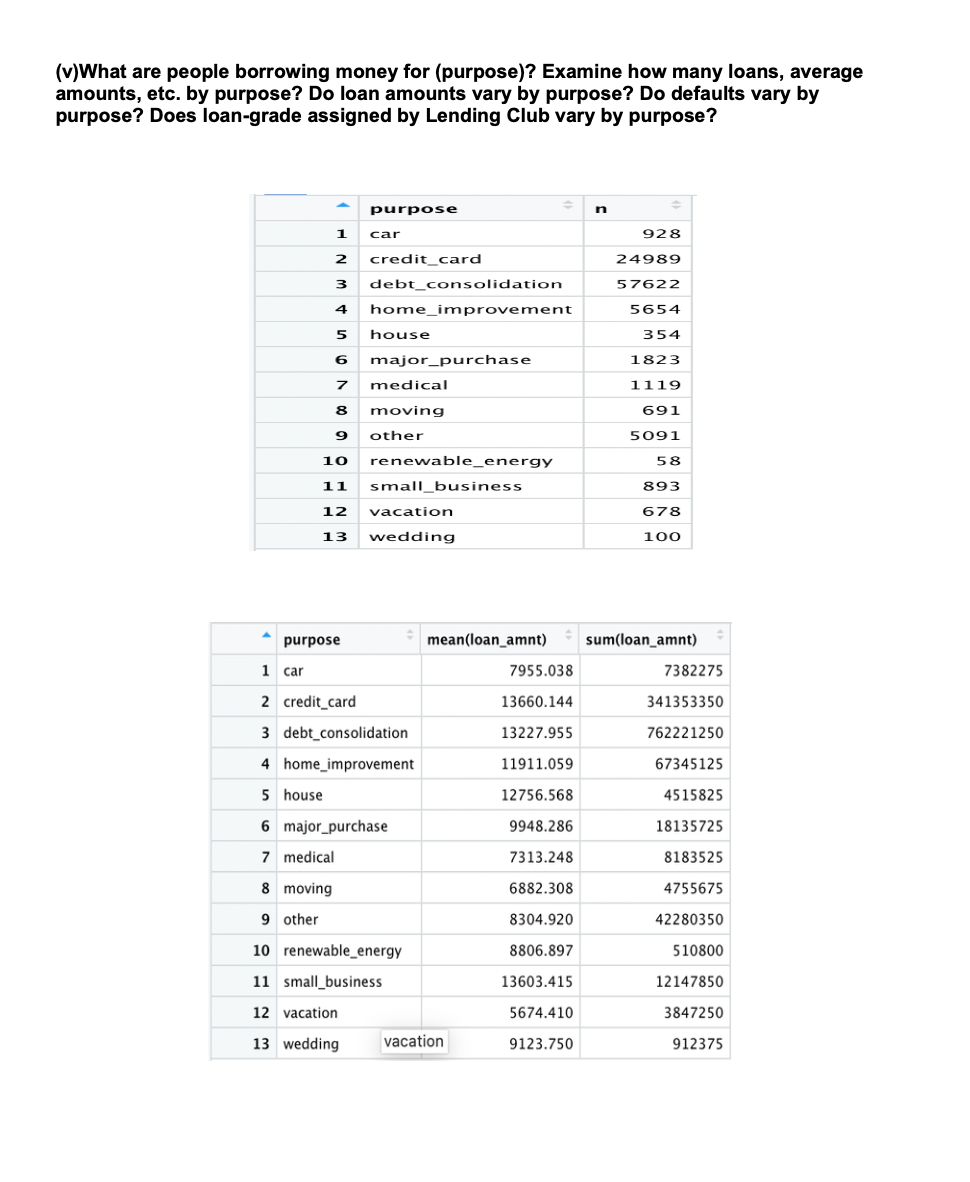 (v)What are people borrowing money for (purpose)? Examine how many loans, average
amounts, etc. by purpose? Do loan amounts vary by purpose? Do defaults vary by
purpose? Does loan-grade assigned by Lending Club vary by purpose?
purpose n
1 car 928
2 credit_card 24989
3 debt_consolidation 57622
4 home_improvement 5654
5 house 354
6 major_purchase 1823
7 medical 1119
8 moving 691
9 other 5091
10 renewable_energy 58
11 small_business 893
12 vacation 678
13 wedding 100
purpose mean(loan_amnt) sum(loan_amnt)
1 car 7955.038 7382275
2 credit_card 13660.144 341353350
3 debt_consolidation 13227.955 762221250
4 home_improvement 11911.059 67345125
5 house 12756.568 4515825
6 major_purchase 9948.286 18135725
7 medical 7313.248 8183525
8 moving 6882.308 4755675
9 other 8304.920 42280350
10 renewable_energy 8806.897 510800
11 small_business 13603.415 12147850
12 vacation 5674.410 3847250
13 wedding vacation 9123.750 912375